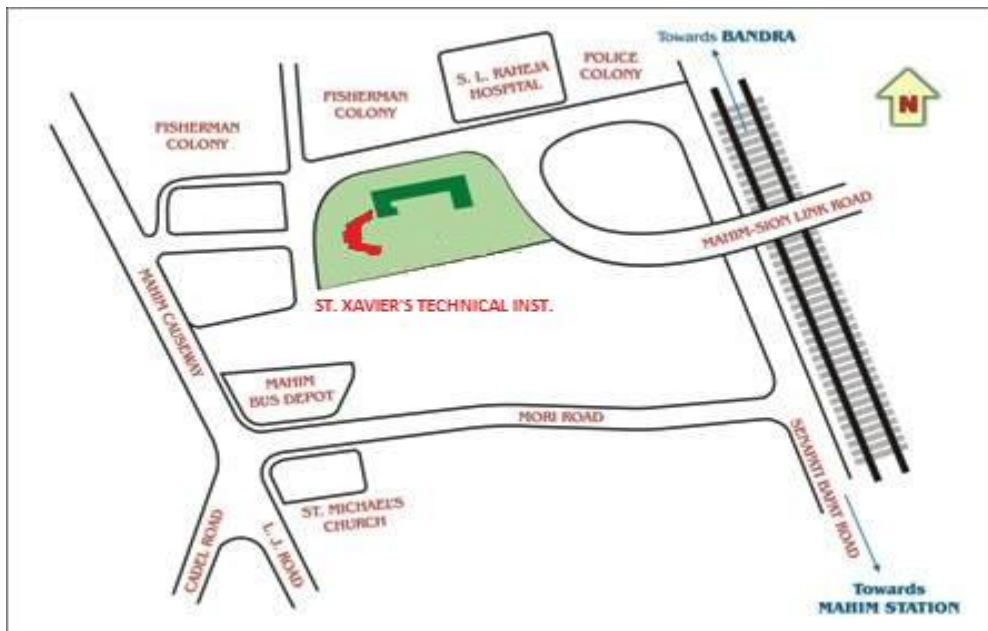 Towards BANDRA
N
S. L. RAHEJA
HOSPITAL
POLICE
COLONY
FISHERMAN
COLONY
FISHERMAN
COLONY
MAHIM-SION LINK ROAD
ST. XAVIER'S TECHNICAL INST.
MAHIM CAUSEWAY
MAHIM
BUS DEPOT
MORI ROAD
SENAPATI BAPAT ROAD
ST. MICHAEL'S
CHURCH
CADEL ROAD
L. J. ROAD
Towards
MAHIM STATION